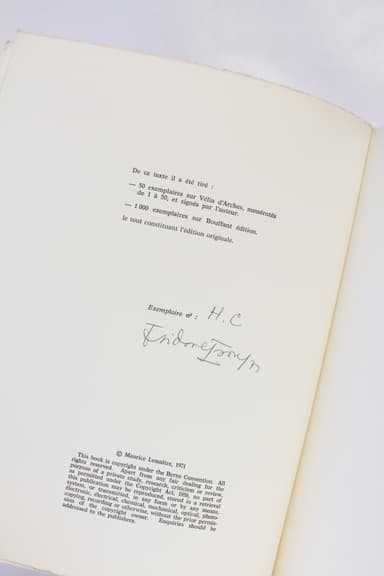 De ce texte il a été tiré :
— 50 exemplaires sur Vélin d'Arches, numérotés
de 1 à 50, et signés par l'auteur.
— 1 000 exemplaires sur Bouffant édition.
le tout constituant l'édition originale.
Exemplaire nº : H. C
Isidore Isou
© Maurice Lemaître, 1971
This book is copyright under the Berne Convention. All
rights reserved. Apart from any fair dealing for the
purpose of a private study, research, criticism or review,
as permitted under the Copyright Act, 1956, no part of
this publication may be reproduced, stored in a retrieval
system, or transmitted, in any form or by any means,
electronic, electrical, chemical, mechanical, optical, photo-
copying, recording or otherwise, without the prior permis-
sion of the copyright owner. Enquiries should be
addressed to the publishers.